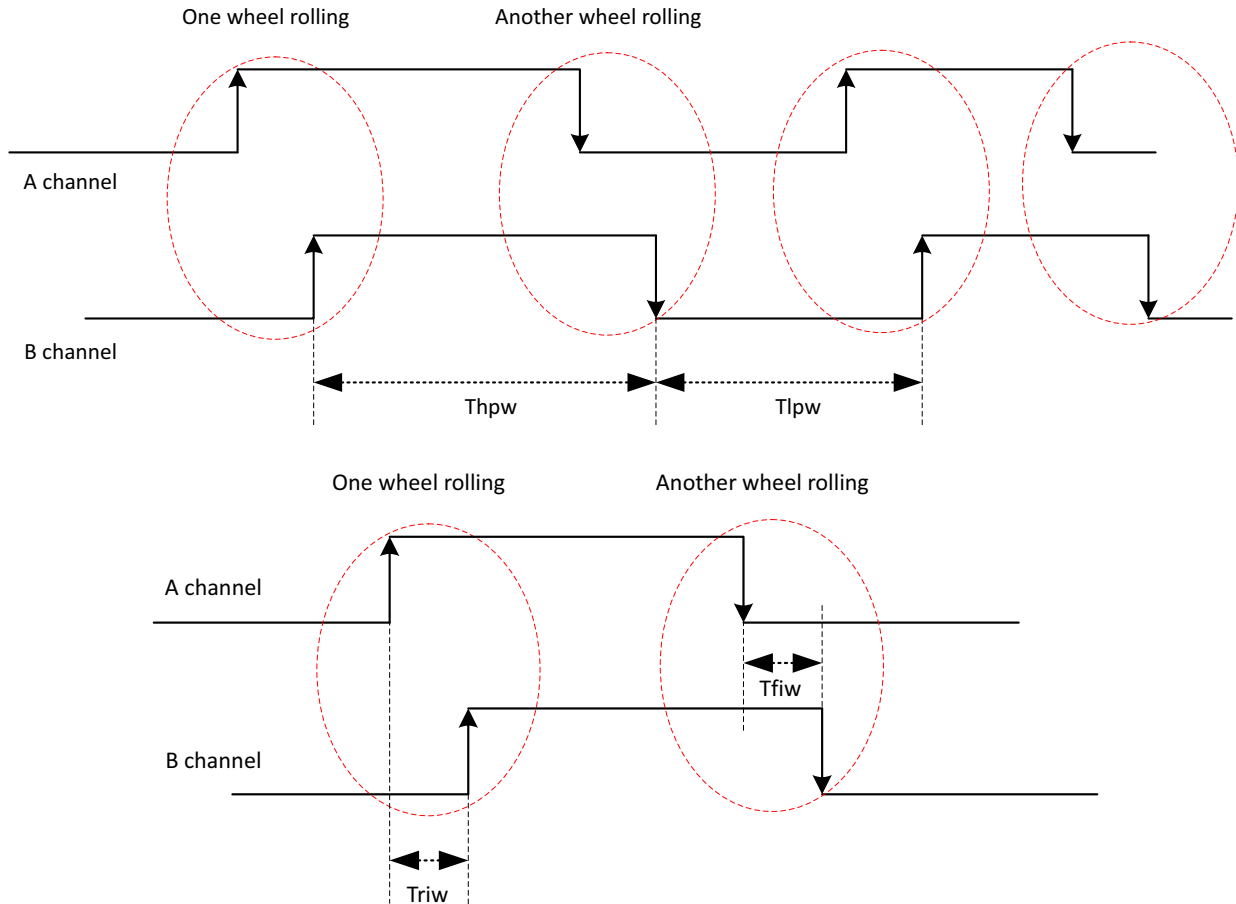 One wheel rolling
Another wheel rolling
A channel
B channel
Thpw
Tlpw
One wheel rolling
Another wheel rolling
A channel
Tfiw
B channel
Triw